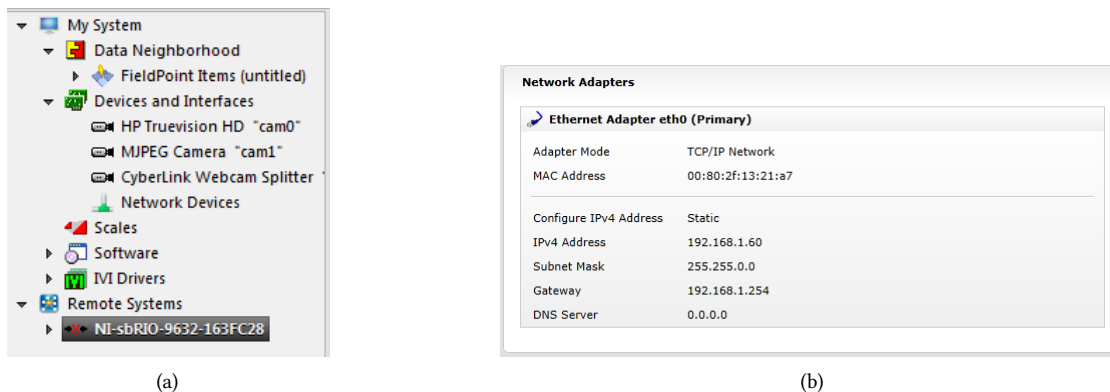 My System
Data Neighborhood
FieldPoint Items (untitled)
Devices and Interfaces
HP Truevision HD "cam0"
MJPEG Camera "cam1"
CyberLink Webcam Splitter "
Network Devices
Scales
Software
IVI Drivers
Remote Systems
NI-sbRIO-9632-163FC28
(a)
Network Adapters
Ethernet Adapter eth0 (Primary)
Adapter Mode TCP/IP Network
MAC Address 00:80:2f:13:21:a7
Configure IPv4 Address Static
IPv4 Address 192.168.1.60
Subnet Mask 255.255.0.0
Gateway 192.168.1.254
DNS Server 0.0.0.0
(b)